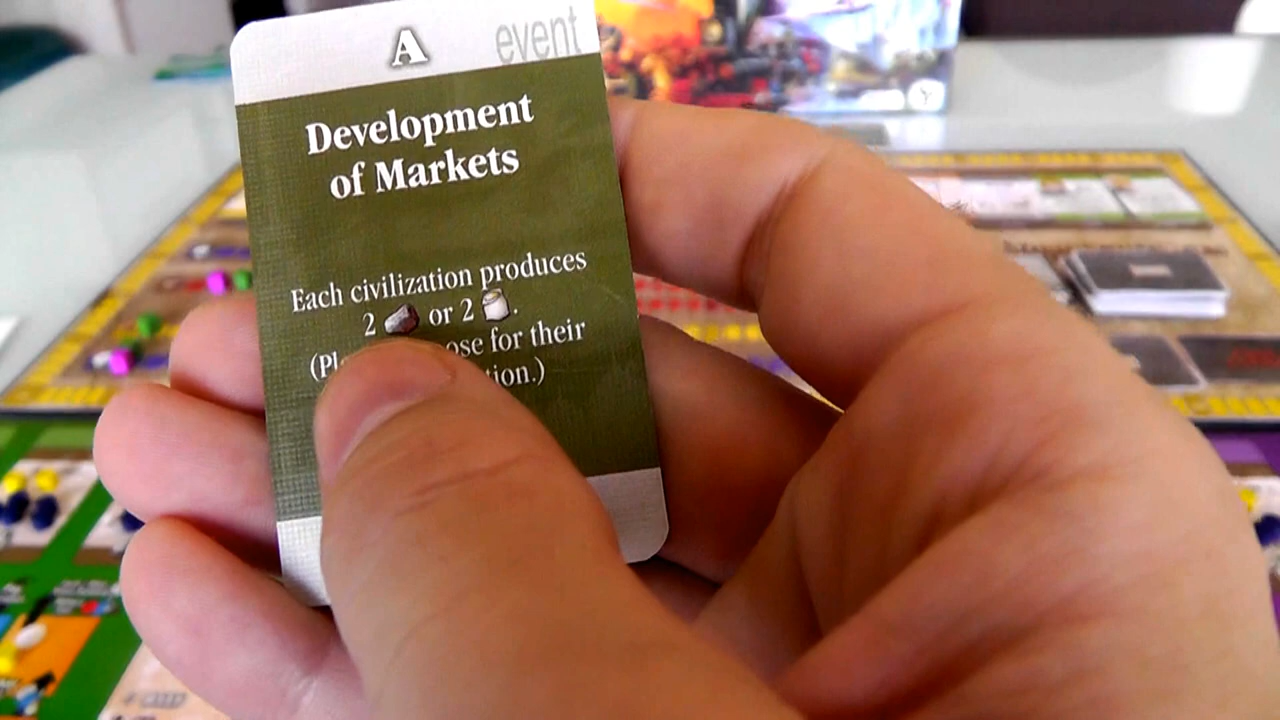 A event
Development
of Markets
Each civilization produces
2 or 2 .
(Pl ose for their
tion.)